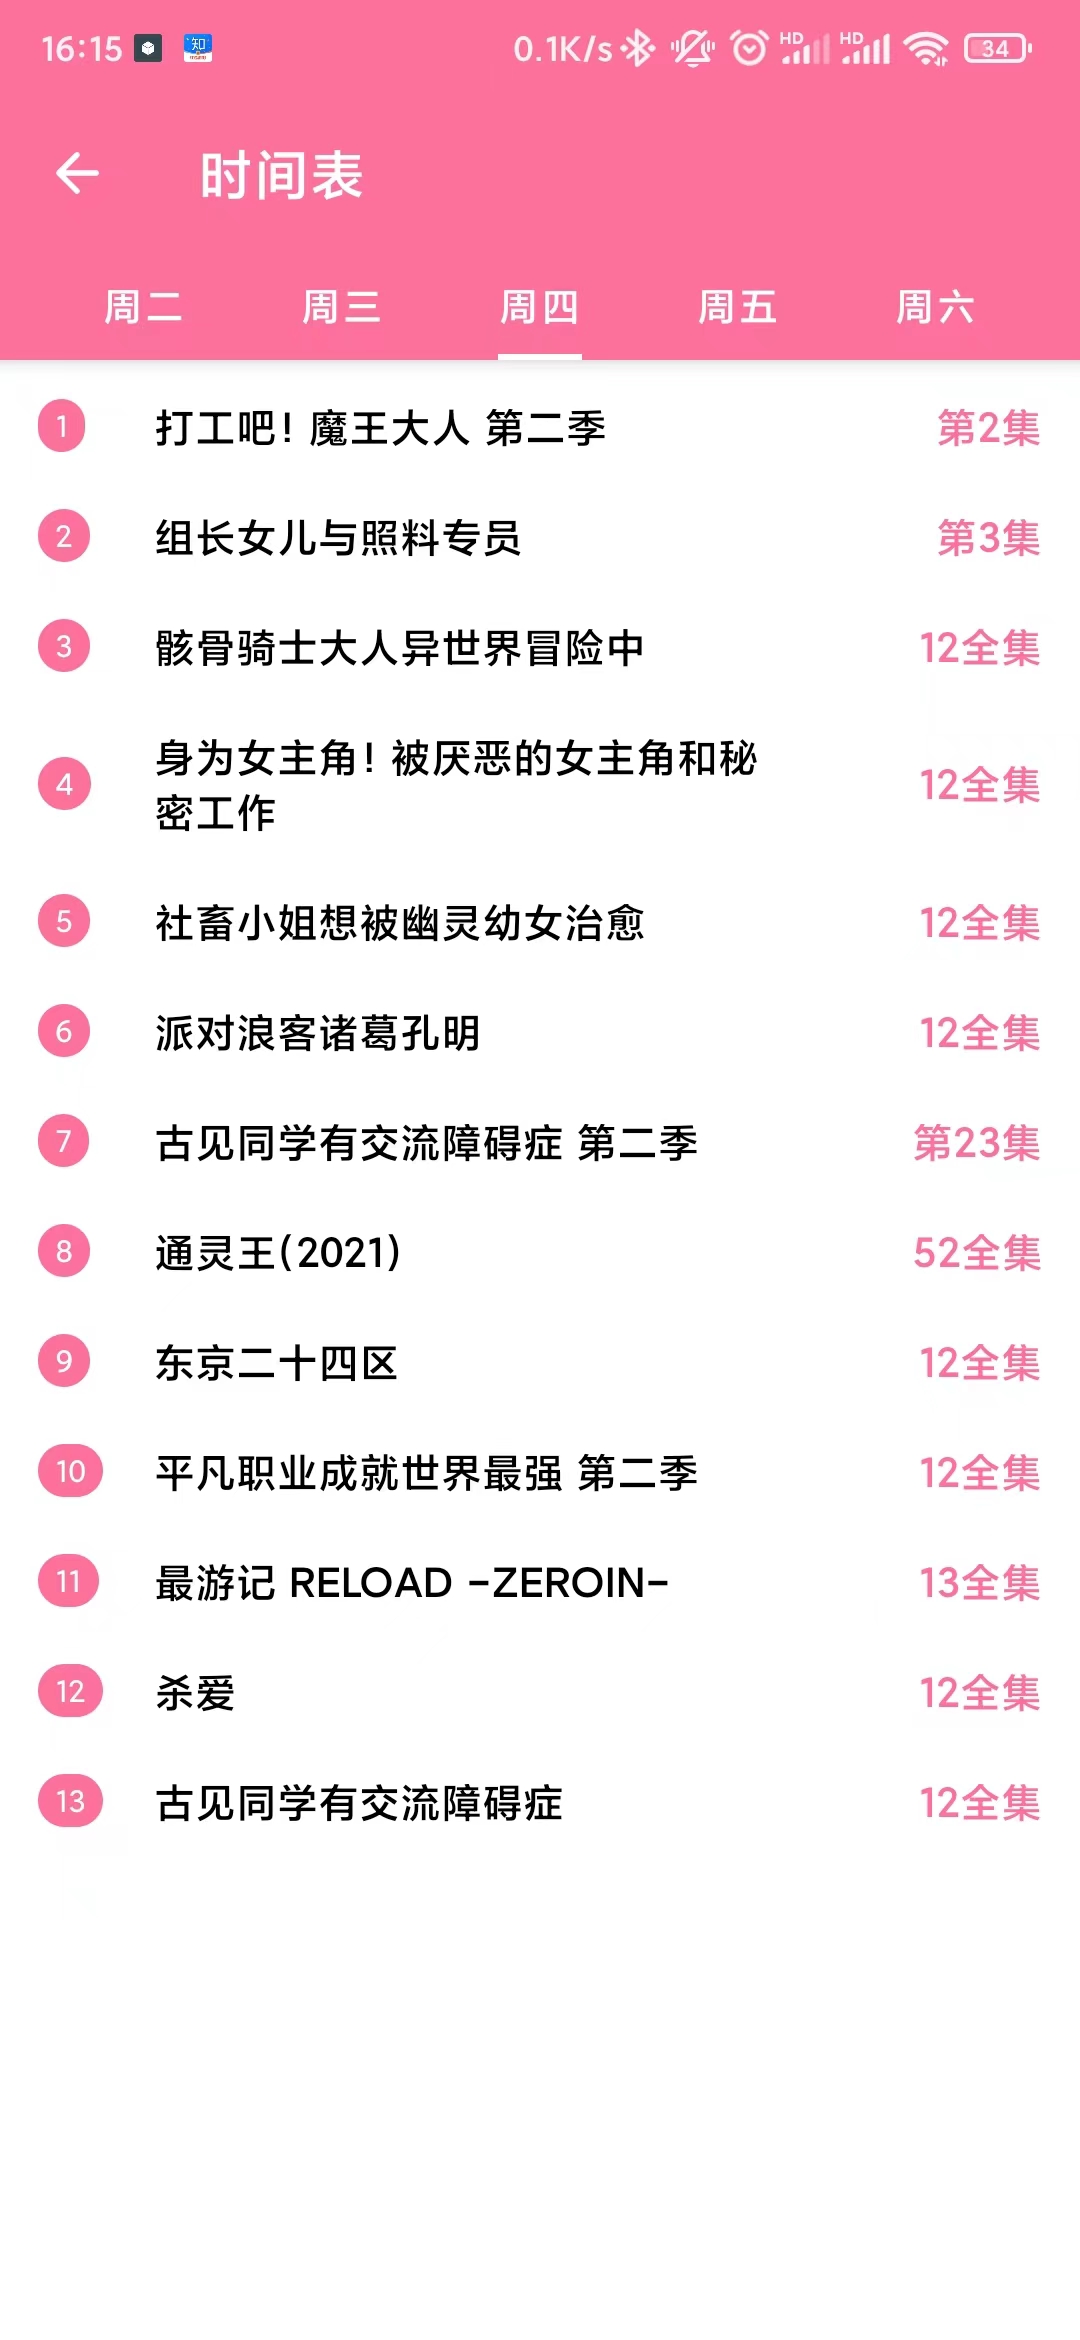 16:15 知 0.1K/s HD HD 34
时间表
周二 周三 周四 周五 周六
1 打工吧! 魔王大人 第二季 第2集
2 组长女儿与照料专员 第3集
3 骸骨骑士大人异世界冒险中 12全集
4 身为女主角! 被厌恶的女主角和秘
密工作 12全集
5 社畜小姐想被幽灵幼女治愈 12全集
6 派对浪客诸葛孔明 12全集
7 古见同学有交流障碍症 第二季 第23集
8 通灵王(2021) 52全集
9 东京二十四区 12全集
10 平凡职业成就世界最强 第二季 12全集
11 最游记 RELOAD -ZEROIN- 13全集
12 杀爱 12全集
13 古见同学有交流障碍症 12全集